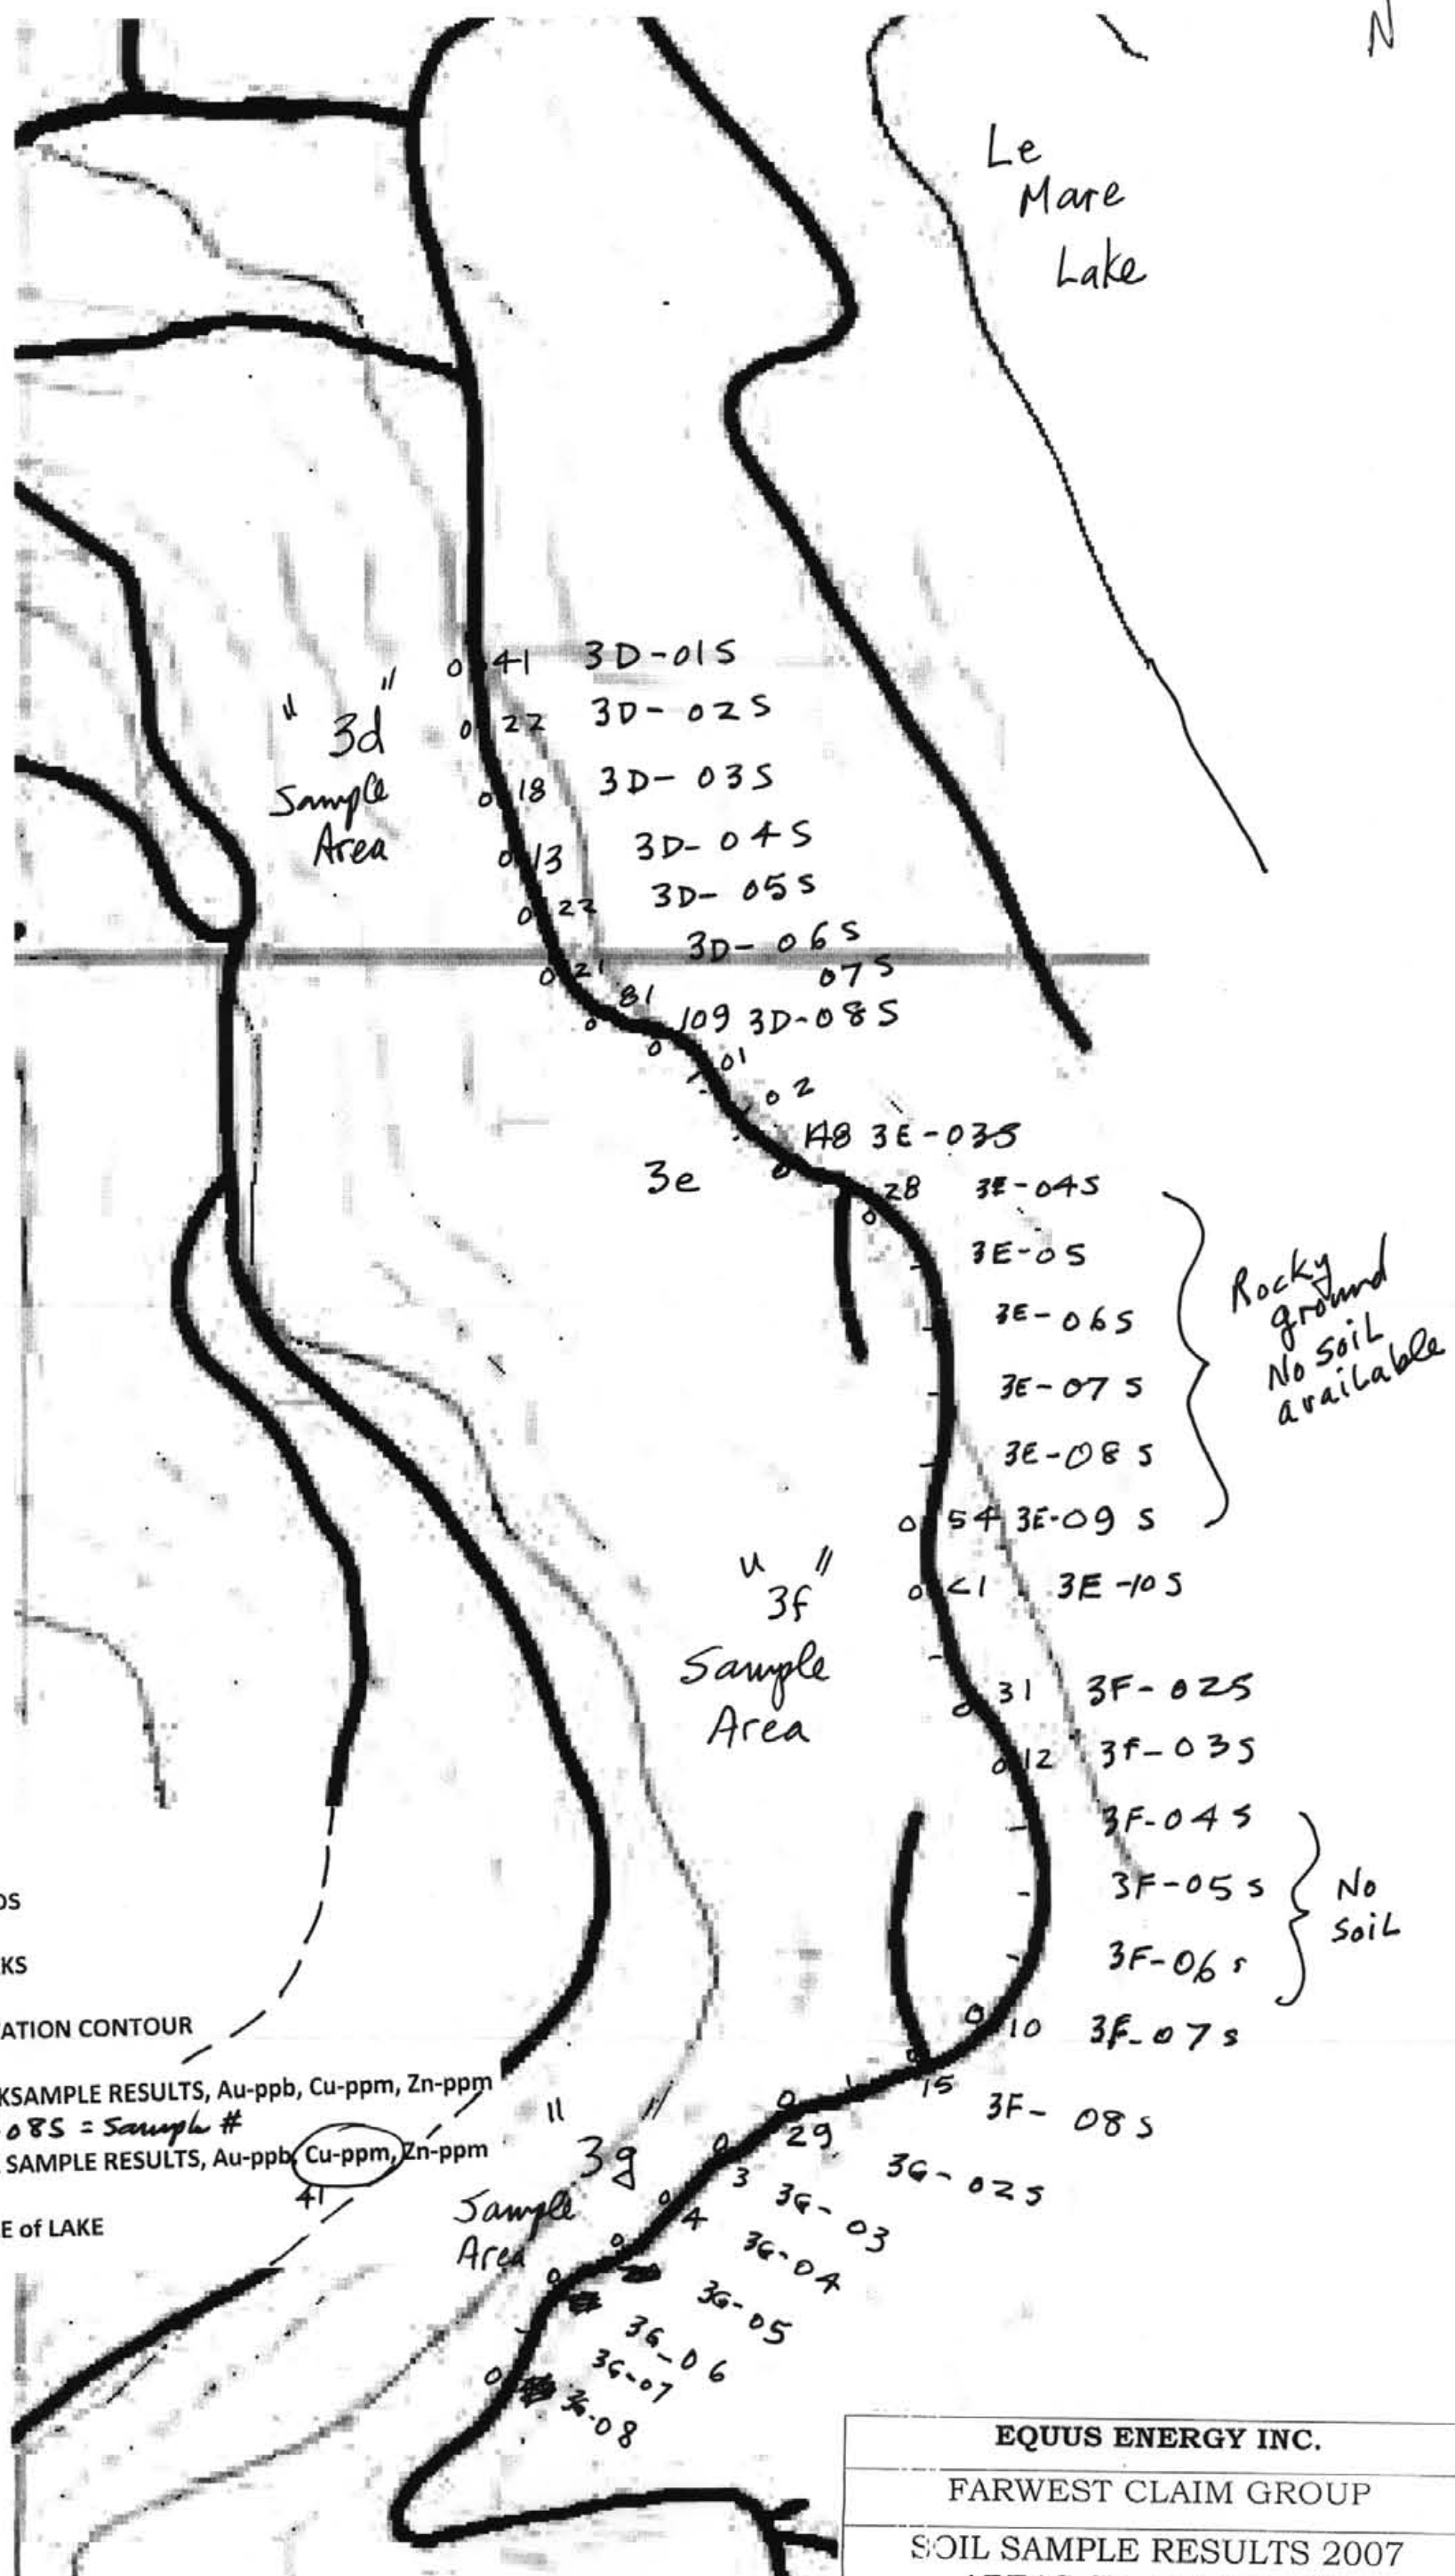 N
Le
Mare
Lake
41 3D-01S
22 3D-02S
"3d"
Sample
Area
18 3D-03S
13 3D-04S
22 3D-05S
21 3D-06S
81 07S
109 3D-08S
01
02
148 3E-03S
3e
28 3E-04S
3E-05
3E-06S
3E-07S
3E-08S
Rocky
ground
No soil
available
54 3E-09S
<1 3E-10S
"3f"
Sample
Area
31 3F-02S
12 3f-03S
3F-04S
3F-05s
3F-06s
No
soil
10 3F-07s
15 3F-08s
29 3G-02S
3 3G-03
4 3G-04
3G-05
3G-06
3G-07
3G-08
"3g"
Sample
Area
DS
KS
ATION CONTOUR
KSAMPLE RESULTS, Au-ppb, Cu-ppm, Zn-ppm
08S = Sample #
SAMPLE RESULTS, Au-ppb, Cu-ppm, Zn-ppm
41
E of LAKE
EQUUS ENERGY INC.
FARWEST CLAIM GROUP
SOIL SAMPLE RESULTS 2007